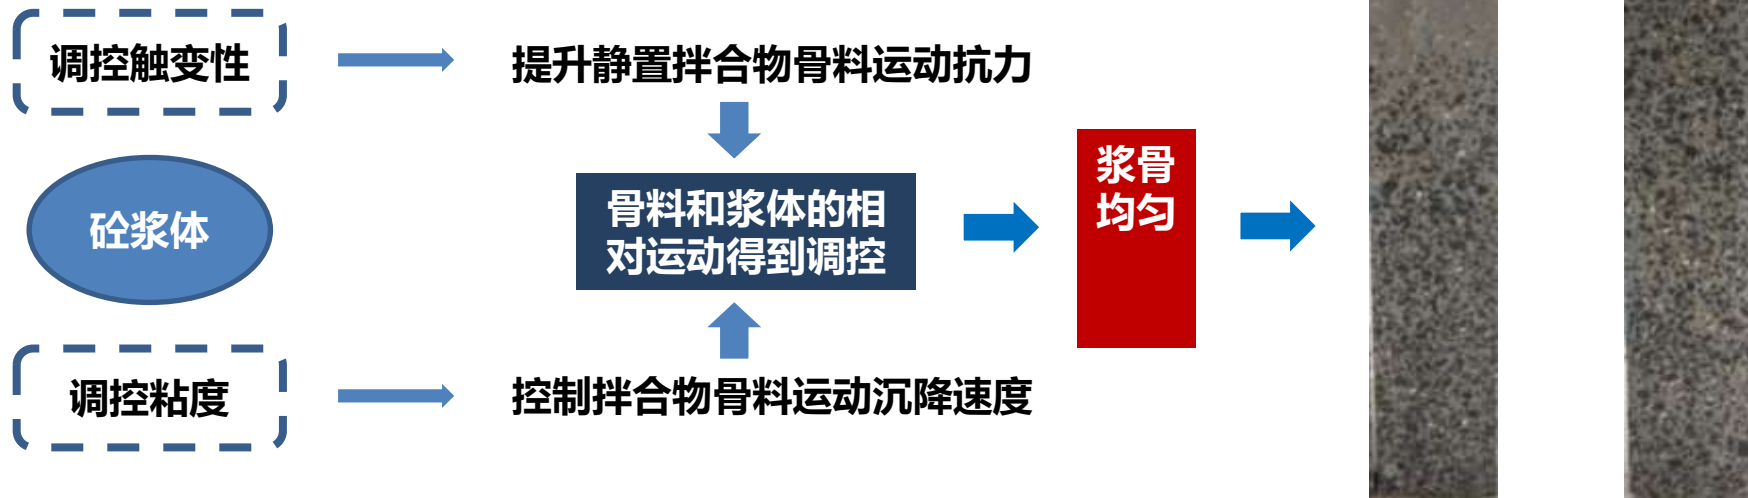 调控触变性
提升静置拌合物骨料运动抗力
砼浆体
骨料和浆体的相
对运动得到调控
浆骨
均匀
调控粘度
控制拌合物骨料运动沉降速度